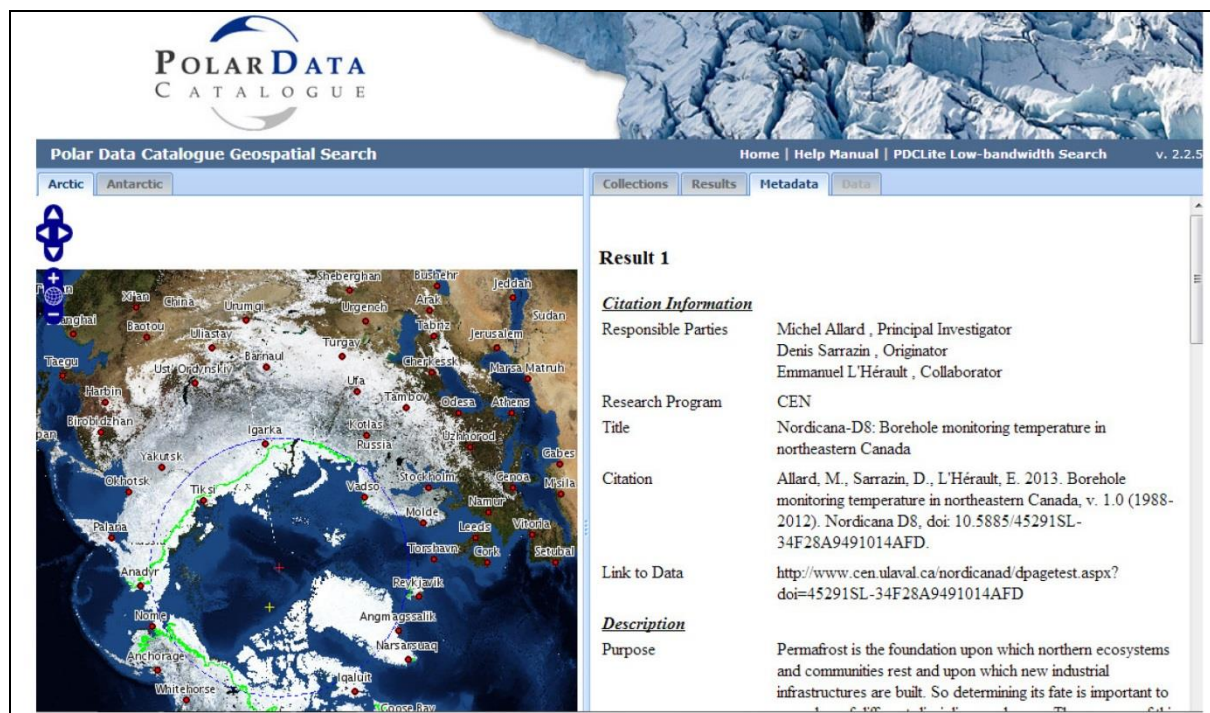 POLAR DATA
CATALOGUE
Polar Data Catalogue Geospatial Search
Home | Help Manual | PDCLite Low-bandwidth Search v. 2.2.5
Arctic Antarctic
Collections Results Metadata Data
Sheberghan
Bushehr
Jeddah
Xi'an
China
Urumqi
Urgench
Arak
Sudan
Baotou
Uliastay
Tabriz
Jerusalem
Turgay
Taegu
Barnaul
Cherkessk
Marsa Matruh
Ust' Ordynskiy
Ufa
Harbin
Tambov
Odesa
Athens
Birobidzhan
Igarka
Kotlas
Russia
Uzhhorod
Gabes
Yakutsk
Okhotsk
Tiksi
Vadso
Stockholm
Genoa
M'sila
Namur
Molde
Leeds
Vitoria
Palana
Torshavn
Cork
Setubal
Anadyr
Reykjavik
Nome
Angmagssalik
Narsarsuaq
Anchorage
Iqaluit
Whitehorse
Goose Bay
Result 1
Citation Information
Responsible Parties Michel Allard , Principal Investigator
Denis Sarrazin , Originator
Emmanuel L'Hérault , Collaborator
Research Program CEN
Title Nordicana-D8: Borehole monitoring temperature in
northeastern Canada
Citation Allard, M., Sarrazin, D., L'Hérault, E. 2013. Borehole
monitoring temperature in northeastern Canada, v. 1.0 (1988-
2012). Nordicana D8, doi: 10.5885/45291SL-
34F28A9491014AFD.
Link to Data http://www.cen.ulaval.ca/nordicanad/dpagetest.aspx?
doi=45291SL-34F28A9491014AFD
Description
Purpose Permafrost is the foundation upon which northern ecosystems
and communities rest and upon which new industrial
infrastructures are built. So determining its fate is important to